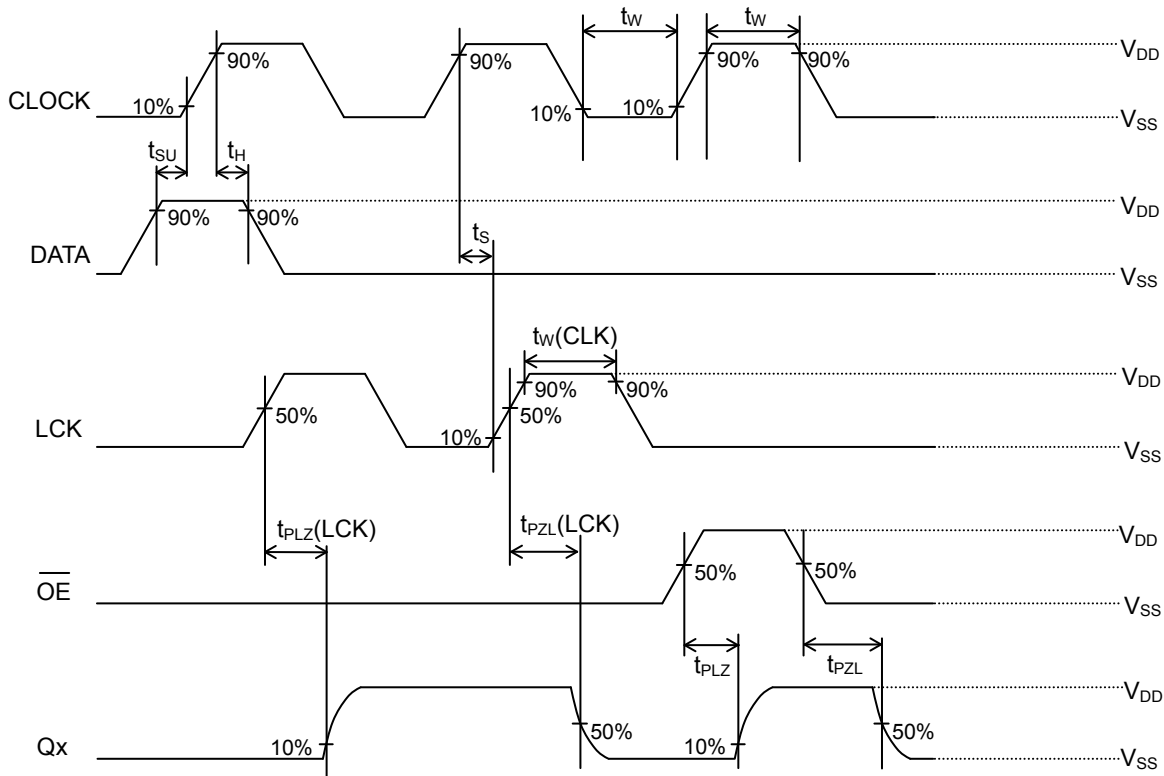 tW tW
90% 90% 90% 90% VDD
CLOCK 10% 10% 10% VSS
tSU tH
90% 90% VDD
DATA tS VSS
tW(CLK)
90% 90% VDD
50% 50%
LCK 10% VSS
tPLZ(LCK) tPZL(LCK) VDD
50% 50%
OE VSS
tPLZ tPZL
VDD
50% 50%
Qx 10% 10% VSS